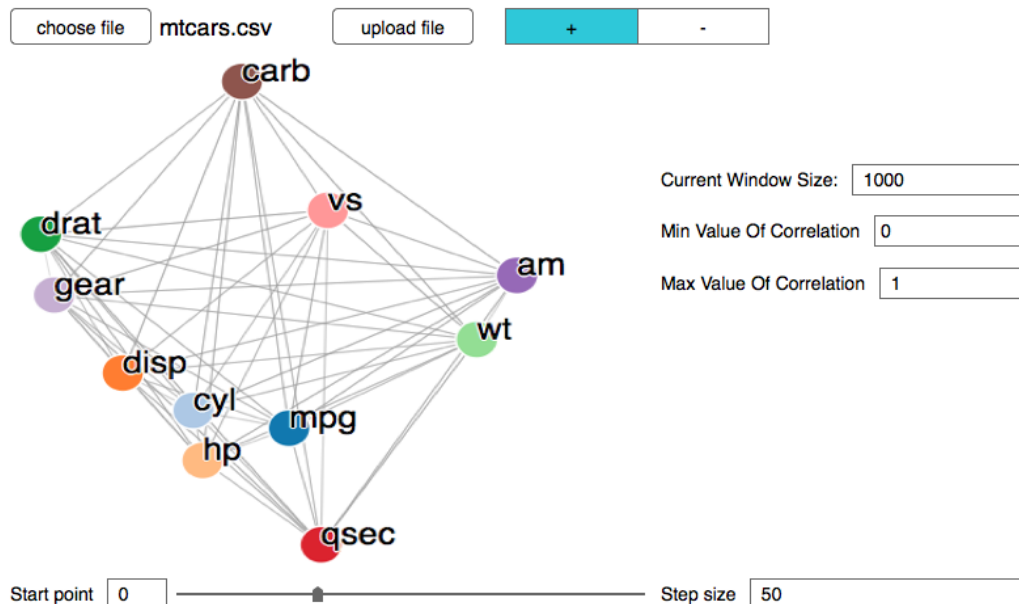 choose file mtcars.csv upload file + -
carb
vs
drat
am
gear
wt
disp
cyl
mpg
hp
qsec
Current Window Size: 1000
Min Value Of Correlation 0
Max Value Of Correlation 1
Start point 0 Step size 50